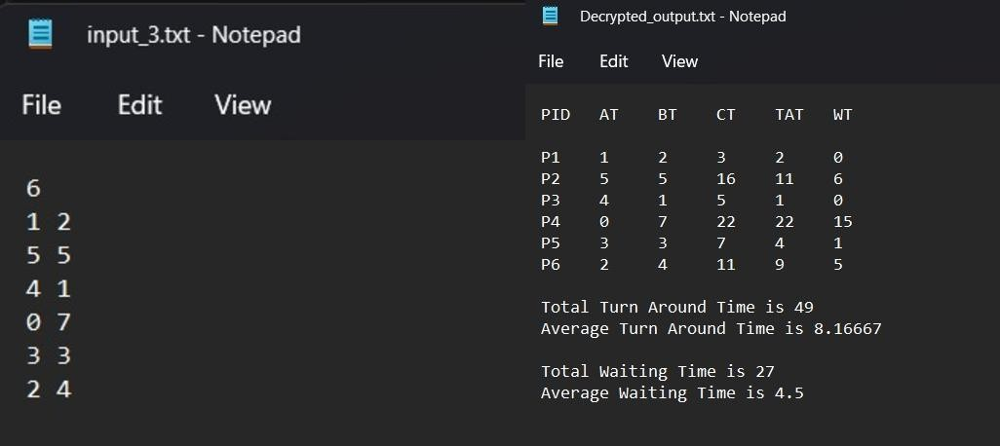 input_3.txt - Notepad
File Edit View
6
1 2
5 5
4 1
0 7
3 3
2 4
Decrypted_output.txt - Notepad
File Edit View
PID AT BT CT TAT WT
P1 1 2 3 2 0
P2 5 5 16 11 6
P3 4 1 5 1 0
P4 0 7 22 22 15
P5 3 3 7 4 1
P6 2 4 11 9 5
Total Turn Around Time is 49
Average Turn Around Time is 8.16667
Total Waiting Time is 27
Average Waiting Time is 4.5